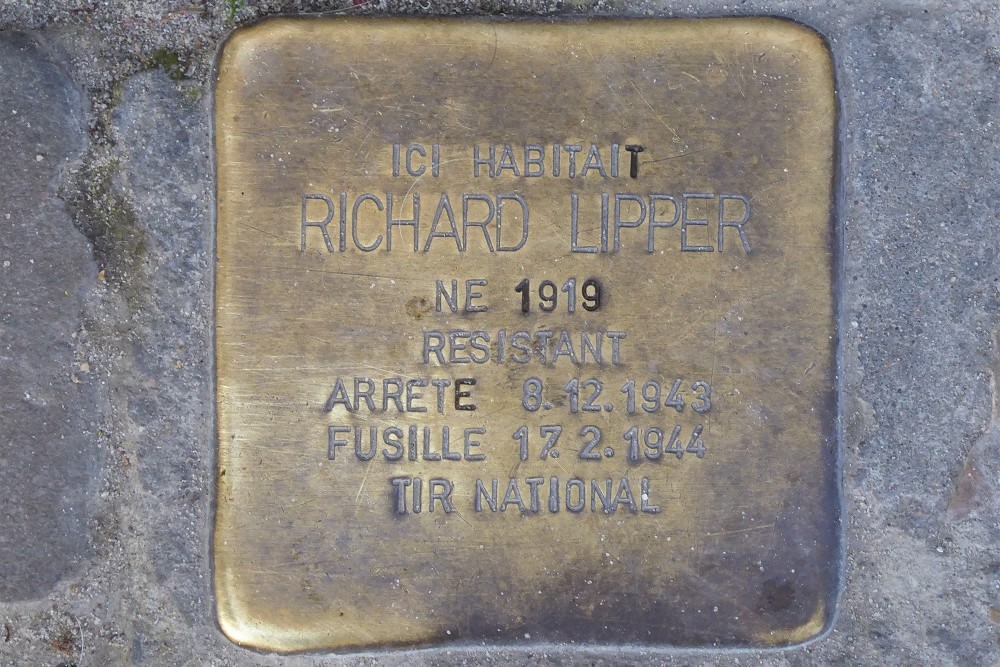 ICI HABITAIT
RICHARD LIPPER
NE 1919
RESISTANT
ARRETE 8.12.1943
FUSILLE 17.2.1944
TIR NATIONAL